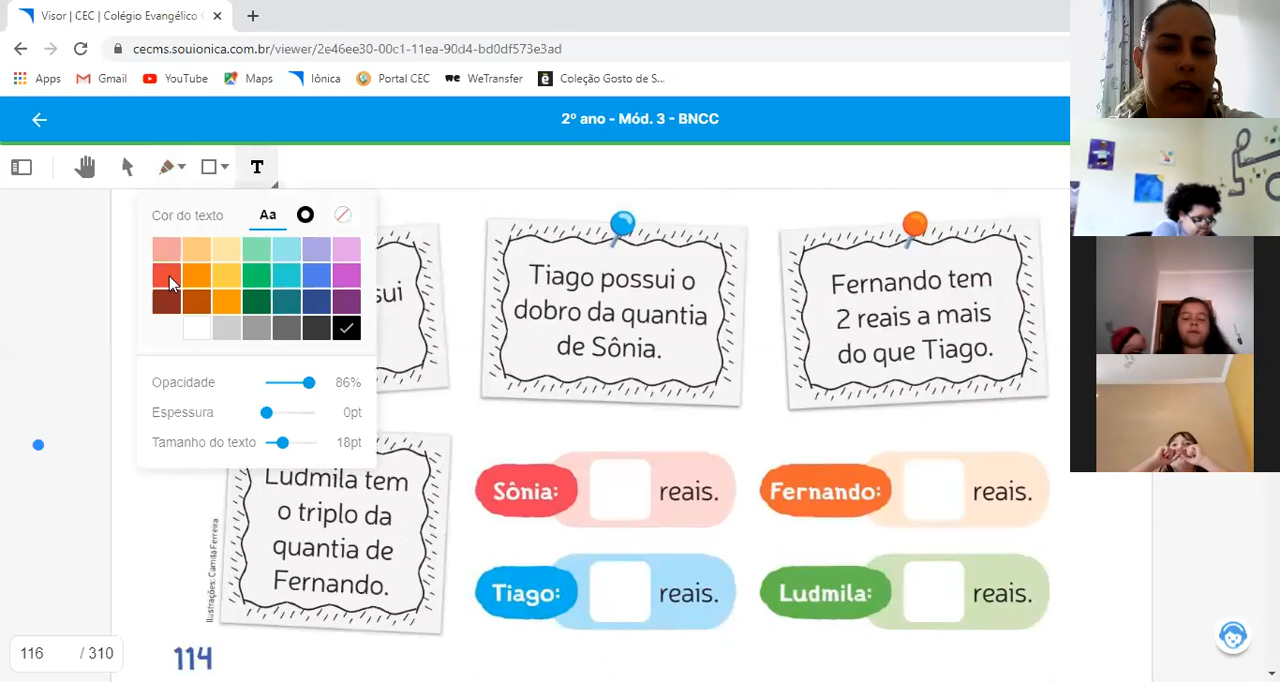 Visor | CEC | Colégio Evangélico
cecms.souionica.com.br/viewer/2e46ee30-00c1-11ea-90d4-bd0df573e3ad
Apps Gmail YouTube Maps Iônica Portal CEC WeTransfer Coleção Gosto de S...
2º ano - Mód. 3 - BNCC
T
Cor do texto Aa
Opacidade 86%
Espessura 0pt
Tamanho do texto 18pt
sui
Tiago possui o
dobro da quantia
de Sônia.
Fernando tem
2 reais a mais
do que Tiago.
Ludmila tem
o triplo da
quantia de
Fernando.
Ilustrações: Camila Ferreira
Sônia: reais.
Fernando: reais.
Tiago: reais.
Ludmila: reais.
116 / 310
114